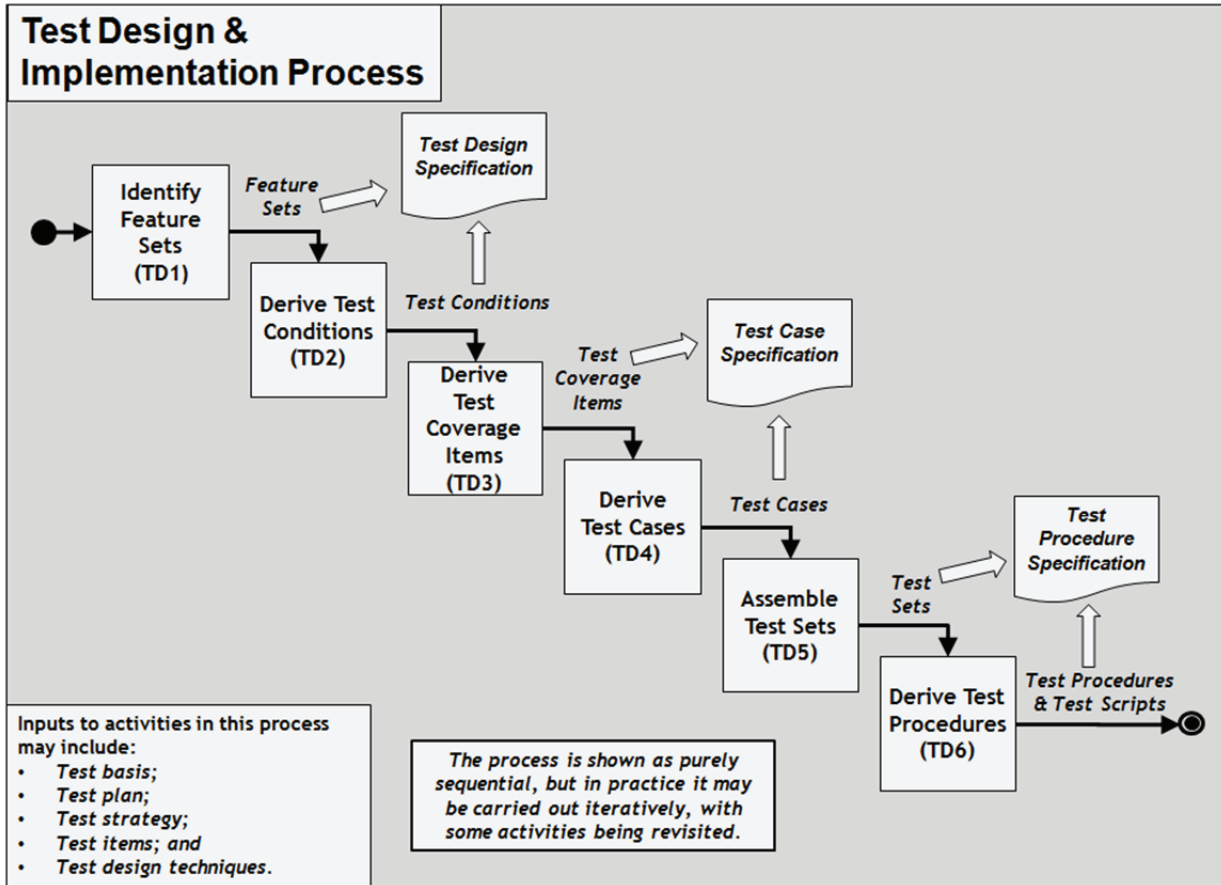 Test Design &
Implementation Process
Test Design
Specification
Identify
Feature
Sets
(TD1)
Feature
Sets
Derive Test
Conditions
(TD2)
Test Conditions
Test Case
Specification
Derive
Test
Coverage
Items
(TD3)
Test
Coverage
Items
Derive
Test Cases
(TD4)
Test Cases
Test
Procedure
Specification
Assemble
Test Sets
(TD5)
Test
Sets
Derive Test
Procedures
(TD6)
Test Procedures
& Test Scripts
Inputs to activities in this process
may include:
• Test basis;
• Test plan;
• Test strategy;
• Test items; and
• Test design techniques.
The process is shown as purely
sequential, but in practice it may
be carried out iteratively, with
some activities being revisited.